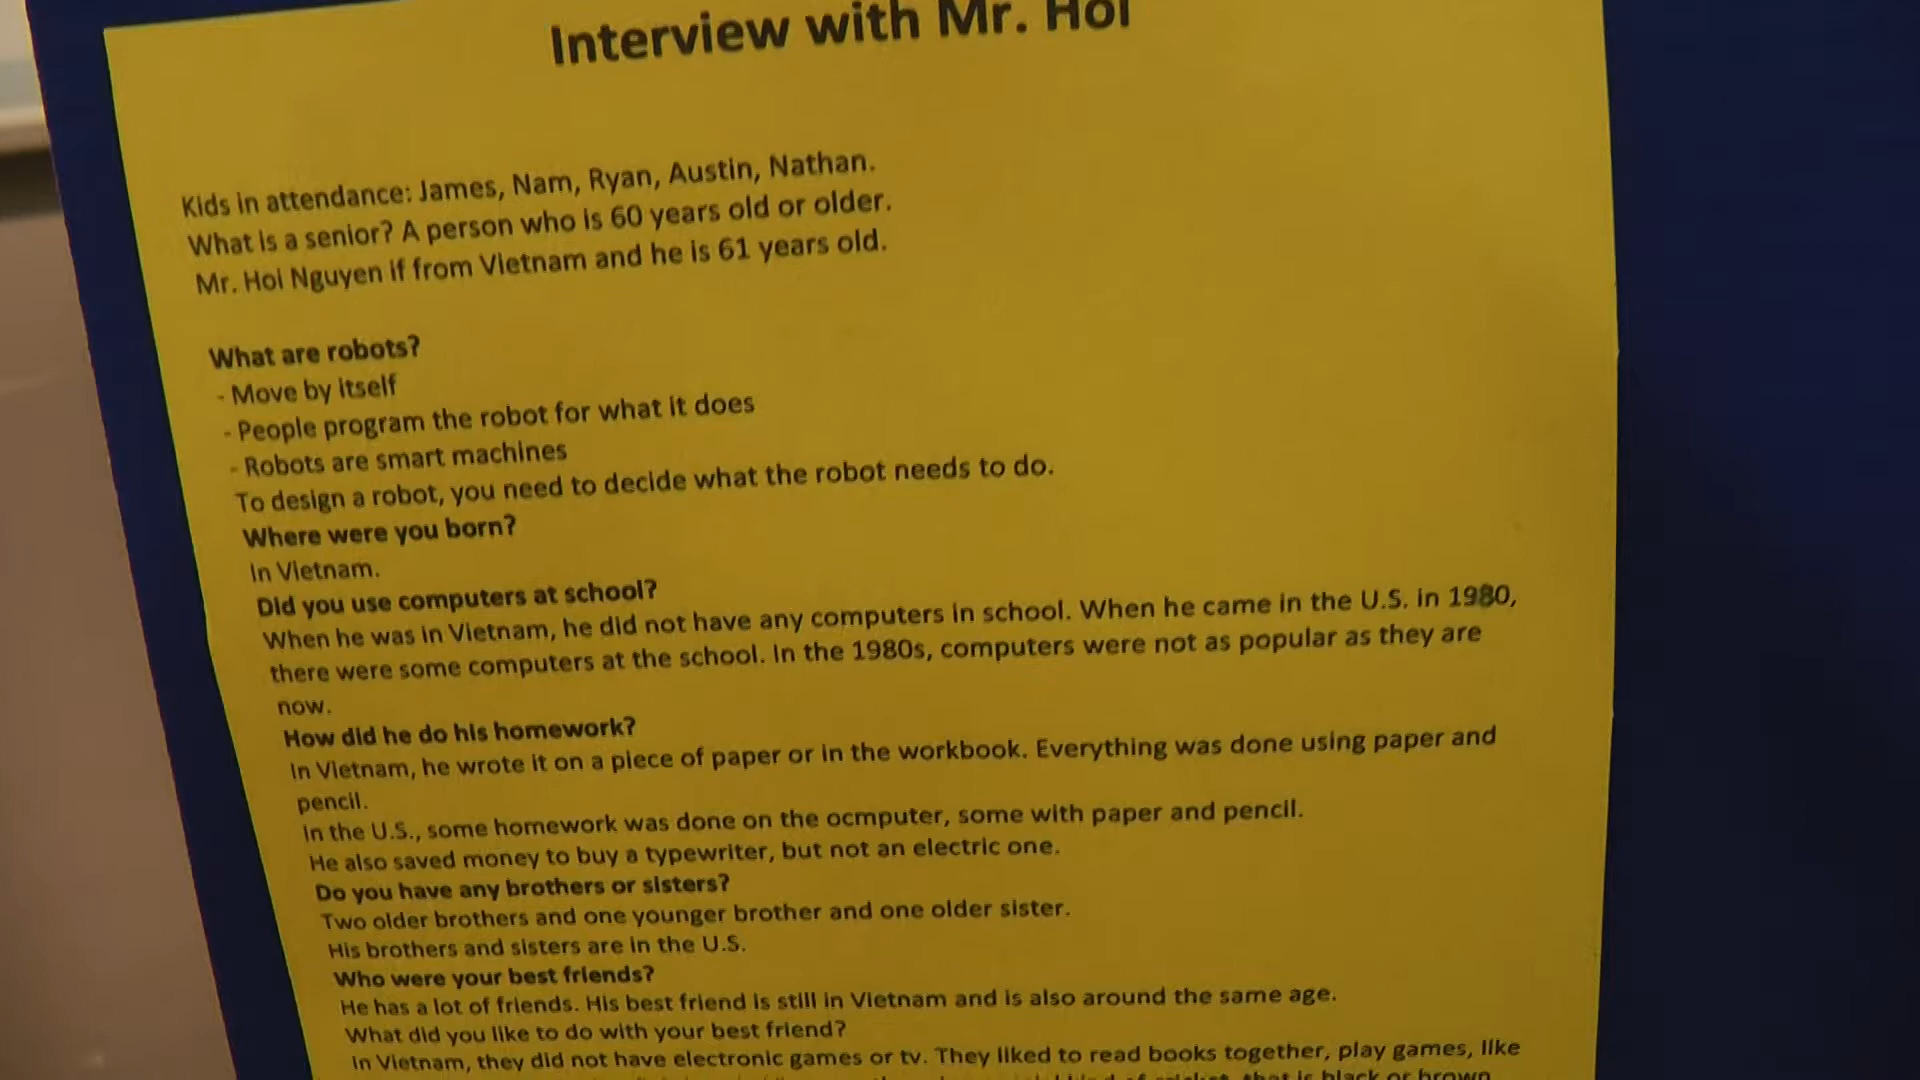 Interview with Mr. Hoi
Kids in attendance: James, Nam, Ryan, Austin, Nathan.
What is a senior? A person who is 60 years old or older.
Mr. Hoi Nguyen if from Vietnam and he is 61 years old.
What are robots?
- Move by itself
- People program the robot for what it does
- Robots are smart machines
To design a robot, you need to decide what the robot needs to do.
Where were you born?
In Vietnam.
Did you use computers at school?
When he was in Vietnam, he did not have any computers in school. When he came in the U.S. in 1980,
there were some computers at the school. In the 1980s, computers were not as popular as they are
now.
How did he do his homework?
In Vietnam, he wrote it on a piece of paper or in the workbook. Everything was done using paper and
pencil.
In the U.S., some homework was done on the ocmputer, some with paper and pencil.
He also saved money to buy a typewriter, but not an electric one.
Do you have any brothers or sisters?
Two older brothers and one younger brother and one older sister.
His brothers and sisters are in the U.S.
Who were your best friends?
He has a lot of friends. His best friend is still in Vietnam and is also around the same age.
What did you like to do with your best friend?
In Vietnam, they did not have electronic games or tv. They liked to read books together, play games, like
that is black or brown